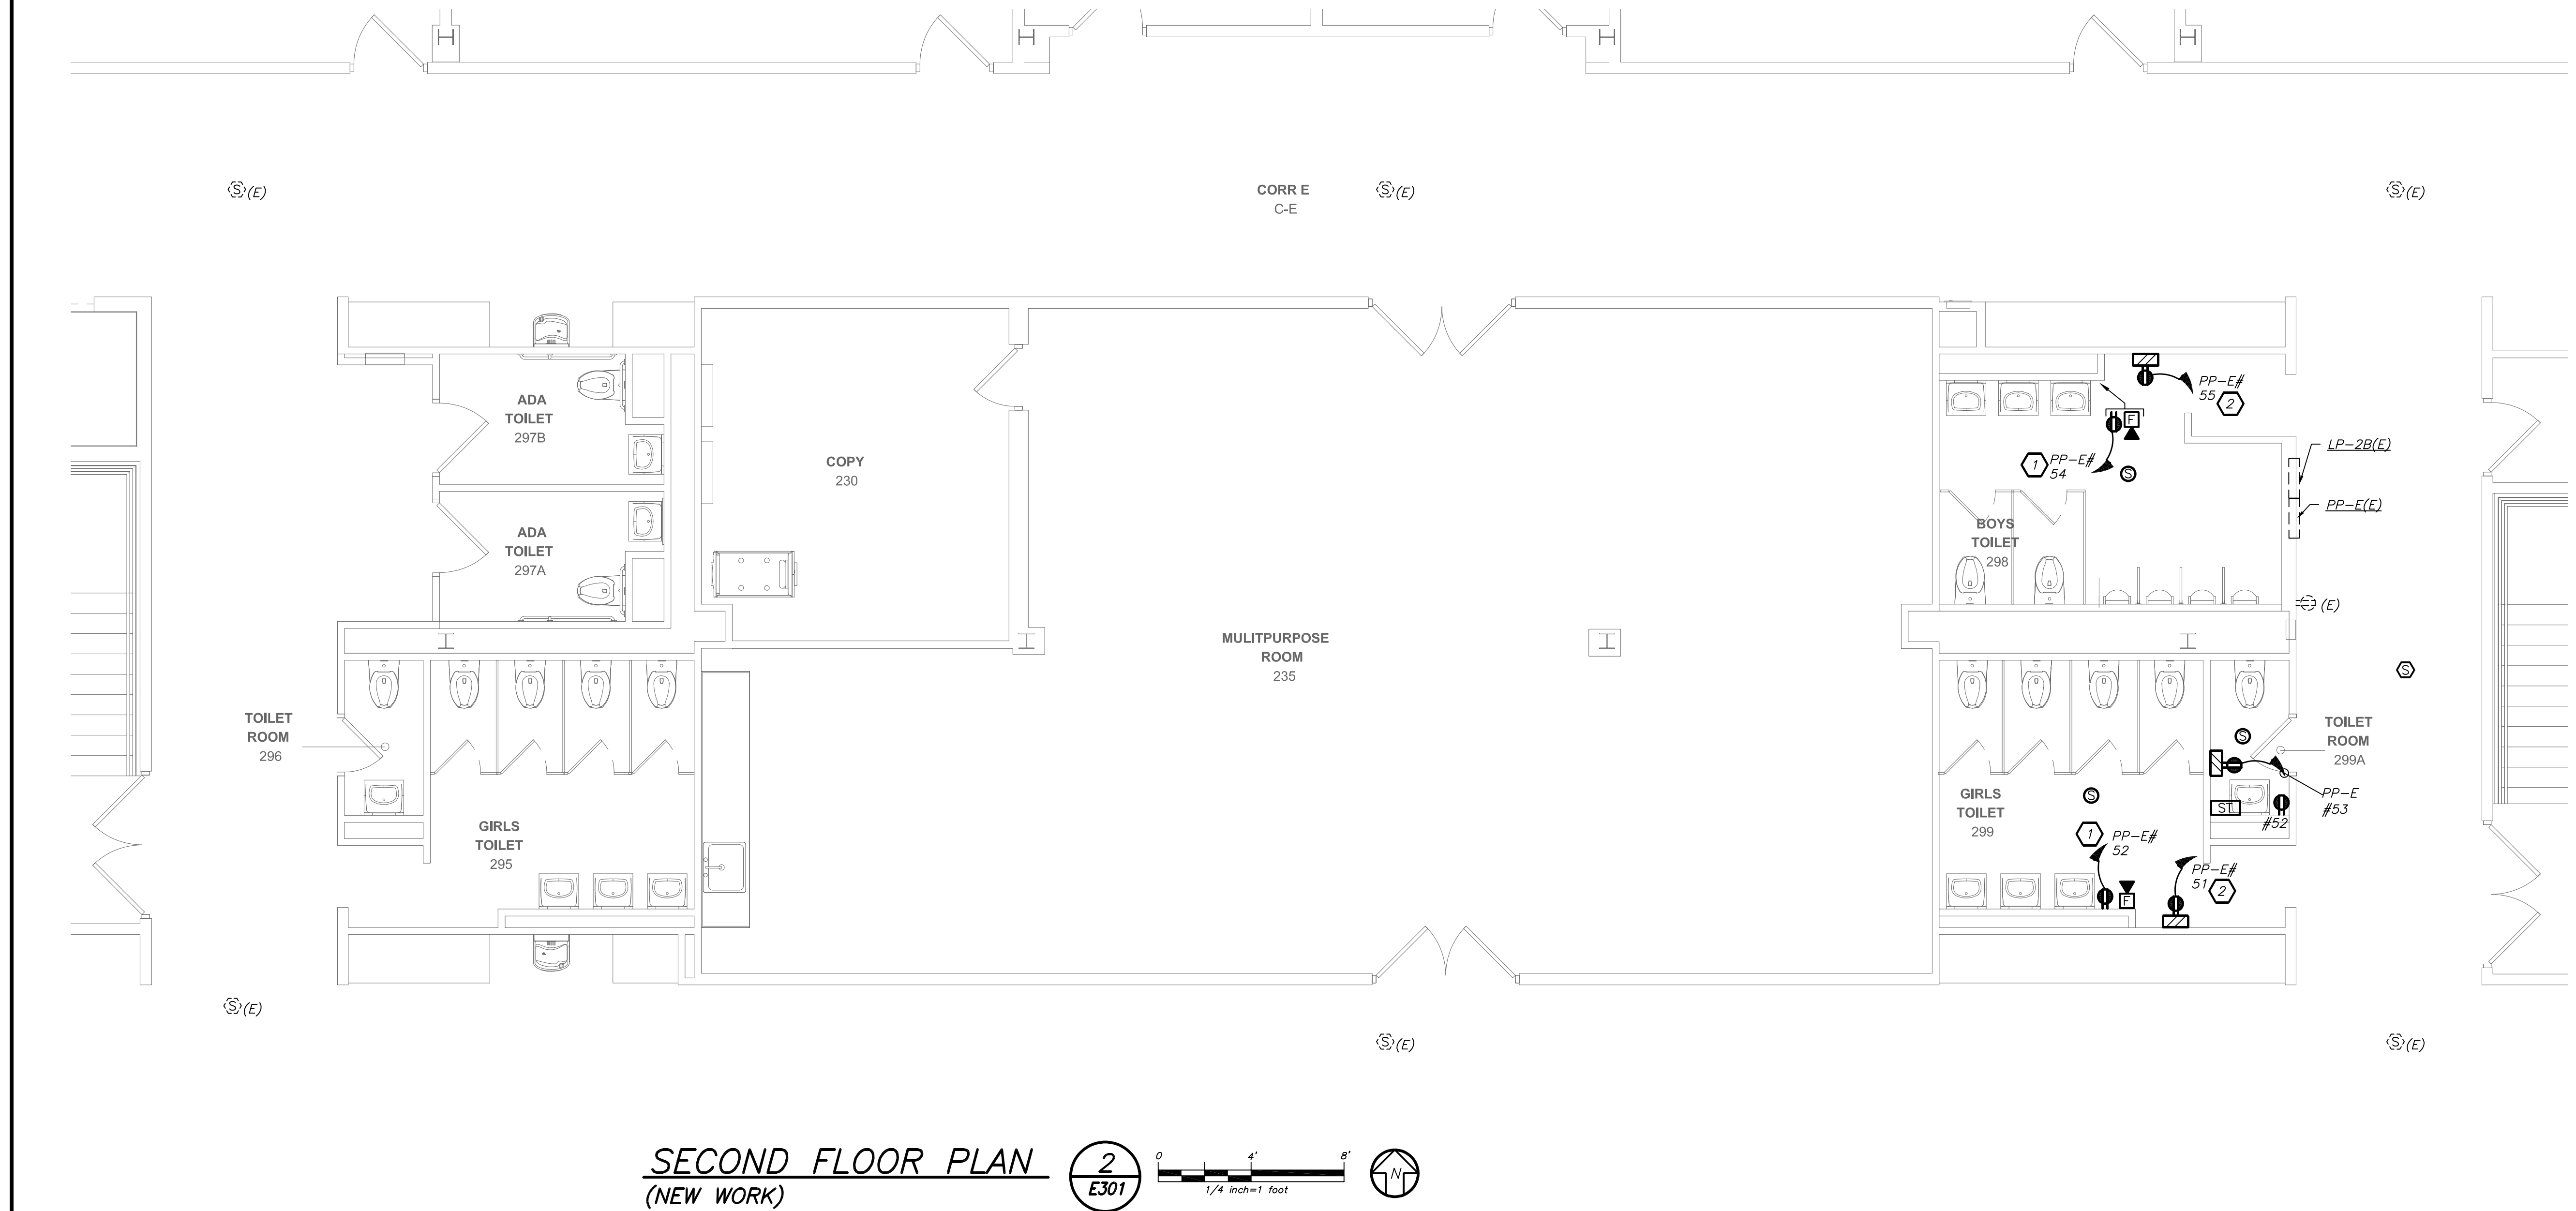 S (E)
CORR E
C-E
S (E)
S (E)
ADA
TOILET
297B
COPY
230
ADA
TOILET
297A
MULITPURPOSE
ROOM
235
PP-E#
55
2
F
1
PP-E#
54
S
LP-2B(E)
PP-E(E)
BOYS
TOILET
298
(E)
S
TOILET
ROOM
296
GIRLS
TOILET
295
S
TOILET
ROOM
299A
GIRLS
TOILET
299
S
ST
#52
PP-E
#53
1
PP-E#
52
F
PP-E#
51
2
S (E)
S (E)
S (E)
SECOND FLOOR PLAN
(NEW WORK)
2
E301
0 4' 8'
1/4 inch=1 foot
N